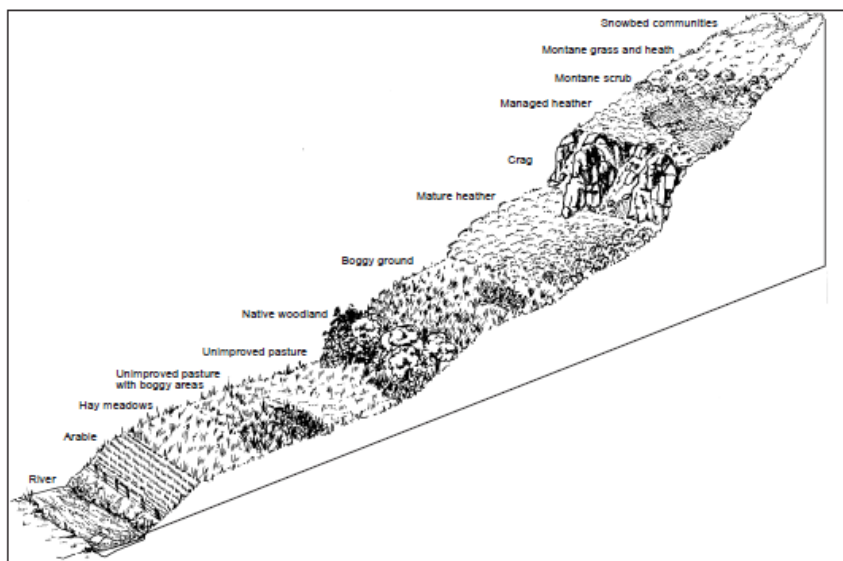 Snowbed communities
Montane grass and heath
Montane scrub
Managed heather
Crag
Mature heather
Boggy ground
Native woodland
Unimproved pasture
Unimproved pasture
with boggy areas
Hay meadows
Arable
River